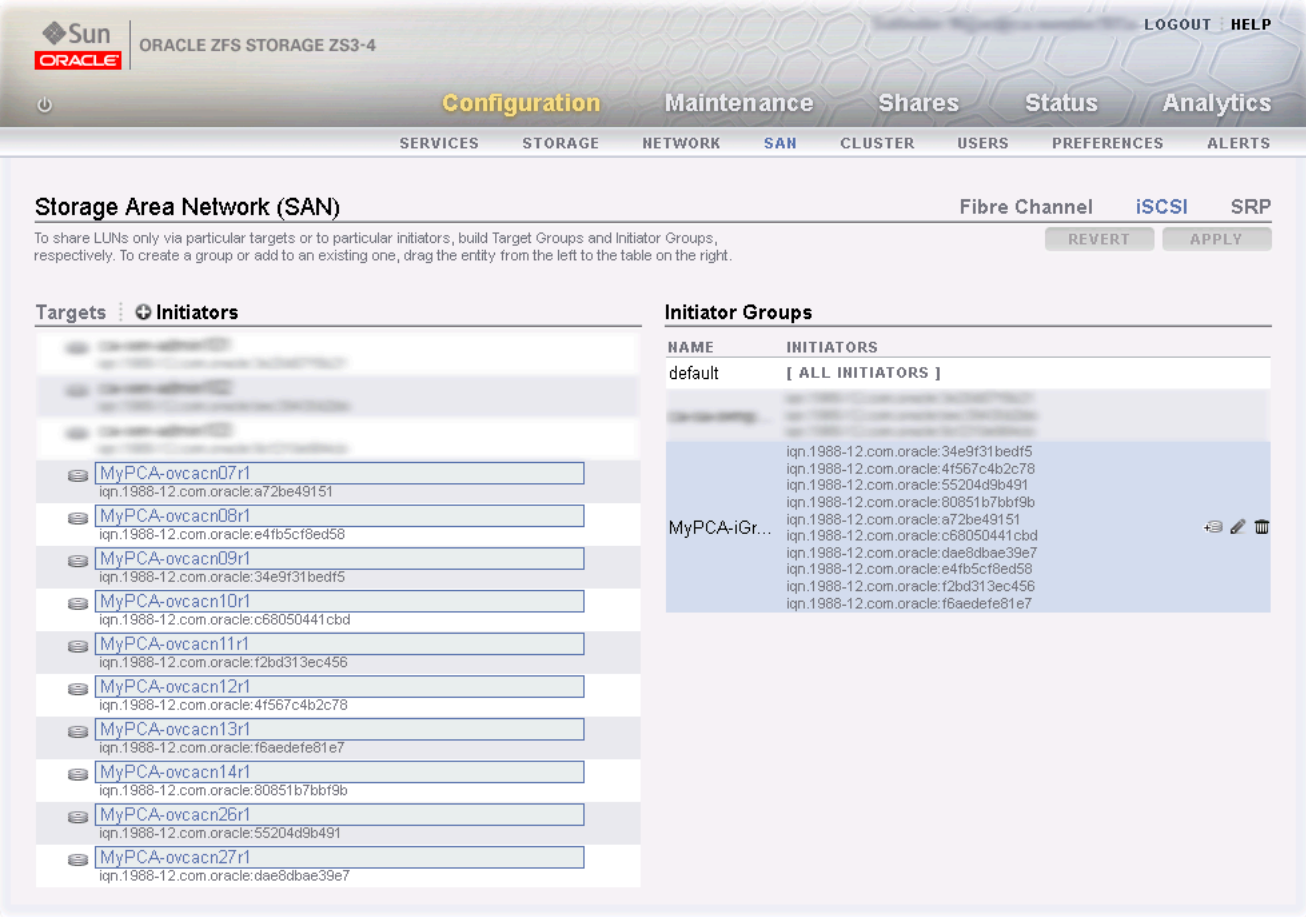 Sun
ORACLE
ORACLE ZFS STORAGE ZS3-4
LOGOUT HELP
Configuration Maintenance Shares Status Analytics
SERVICES STORAGE NETWORK SAN CLUSTER USERS PREFERENCES ALERTS
Storage Area Network (SAN)
Fibre Channel iSCSI SRP
To share LUNs only via particular targets or to particular initiators, build Target Groups and Initiator Groups,
respectively. To create a group or add to an existing one, drag the entity from the left to the table on the right.
REVERT APPLY
Targets Initiators
MyPCA-ovcacn07r1
iqn.1988-12.com.oracle:a72be49151
MyPCA-ovcacn08r1
iqn.1988-12.com.oracle:e4fb5cf8ed58
MyPCA-ovcacn09r1
iqn.1988-12.com.oracle:34e9f31bedf5
MyPCA-ovcacn10r1
iqn.1988-12.com.oracle:c68050441cbd
MyPCA-ovcacn11r1
iqn.1988-12.com.oracle:f2bd313ec456
MyPCA-ovcacn12r1
iqn.1988-12.com.oracle:4f567c4b2c78
MyPCA-ovcacn13r1
iqn.1988-12.com.oracle:f6aedefe81e7
MyPCA-ovcacn14r1
iqn.1988-12.com.oracle:80851b7bbf9b
MyPCA-ovcacn26r1
iqn.1988-12.com.oracle:55204d9b491
MyPCA-ovcacn27r1
iqn.1988-12.com.oracle:dae8dbae39e7
Initiator Groups
NAME INITIATORS
default [ ALL INITIATORS ]
MyPCA-iGr...
iqn.1988-12.com.oracle:34e9f31bedf5
iqn.1988-12.com.oracle:4f567c4b2c78
iqn.1988-12.com.oracle:55204d9b491
iqn.1988-12.com.oracle:80851b7bbf9b
iqn.1988-12.com.oracle:a72be49151
iqn.1988-12.com.oracle:c68050441cbd
iqn.1988-12.com.oracle:dae8dbae39e7
iqn.1988-12.com.oracle:e4fb5cf8ed58
iqn.1988-12.com.oracle:f2bd313ec456
iqn.1988-12.com.oracle:f6aedefe81e7